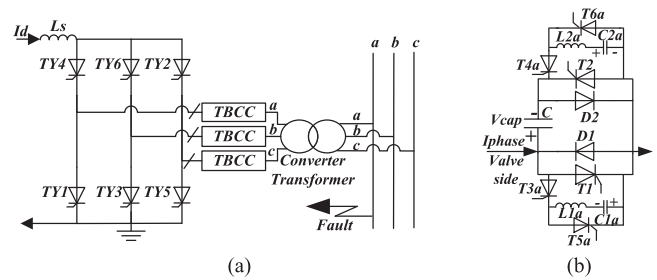 Id Ls
a b c
TY4 TY6 TY2
TBCC a
TBCC b
TBCC c
a
b
c
Converter
Transformer
TY1 TY3 TY5
Fault
(a)
T6a
L2a C2a
+ -
T4a T2
D2
Vcap - C
+
Iphase D1
Valve
side
T3a T1
- +
L1a C1a
T5a
(b)